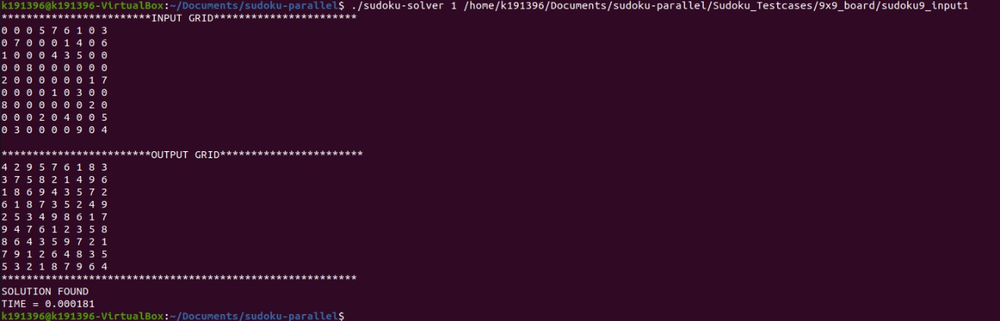 k191396@k191396-VirtualBox:~/Documents/sudoku-parallel$ ./sudoku-solver 1 /home/k191396/Documents/sudoku-parallel/Sudoku_Testcases/9x9_board/sudoku9_input1
************************INPUT GRID***********************
0 0 0 5 7 6 1 0 3
0 7 0 0 0 1 4 0 6
1 0 0 0 4 3 5 0 0
0 0 8 0 0 0 0 0 0
2 0 0 0 0 0 0 1 7
0 0 0 0 1 0 3 0 0
8 0 0 0 0 0 0 2 0
0 0 0 2 0 4 0 0 5
0 3 0 0 0 0 9 0 4
************************OUTPUT GRID***********************
4 2 9 5 7 6 1 8 3
3 7 5 8 2 1 4 9 6
1 8 6 9 4 3 5 7 2
6 1 8 7 3 5 2 4 9
2 5 3 4 9 8 6 1 7
9 4 7 6 1 2 3 5 8
8 6 4 3 5 9 7 2 1
7 9 1 2 6 4 8 3 5
5 3 2 1 8 7 9 6 4
*********************************************************
SOLUTION FOUND
TIME = 0.000181
k191396@k191396-VirtualBox:~/Documents/sudoku-parallel$